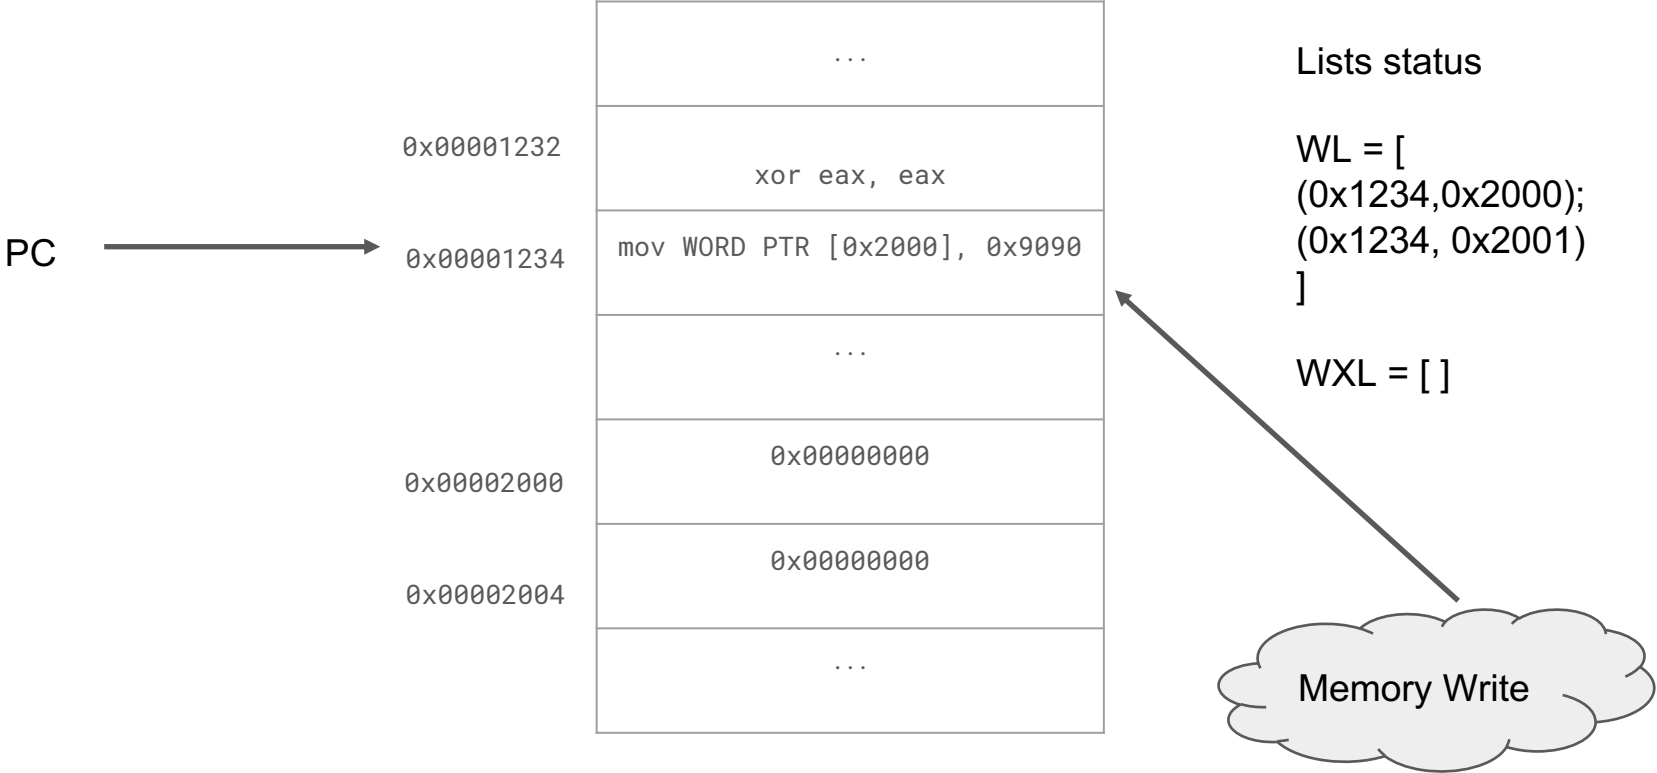 ...
Lists status
0x00001232
xor eax, eax
WL = [
(0x1234,0x2000);
(0x1234, 0x2001)
]
PC
0x00001234
mov WORD PTR [0x2000], 0x9090
...
WXL = [ ]
0x00002000
0x00000000
0x00002004
0x00000000
...
Memory Write